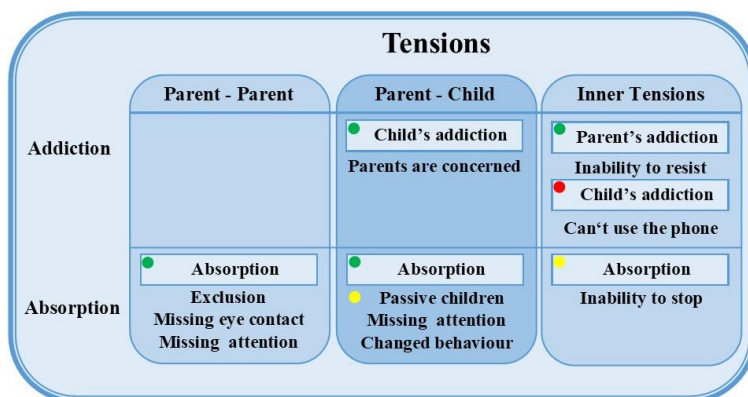 Tensions
Parent - Parent
Parent - Child
Inner Tensions
Addiction
Child’s addiction
Parents are concerned
Parent’s addiction
Inability to resist
Child’s addiction
Can‘t use the phone
Absorption
Absorption
Exclusion
Missing eye contact
Missing attention
Absorption
Passive children
Missing attention
Changed behaviour
Absorption
Inability to stop